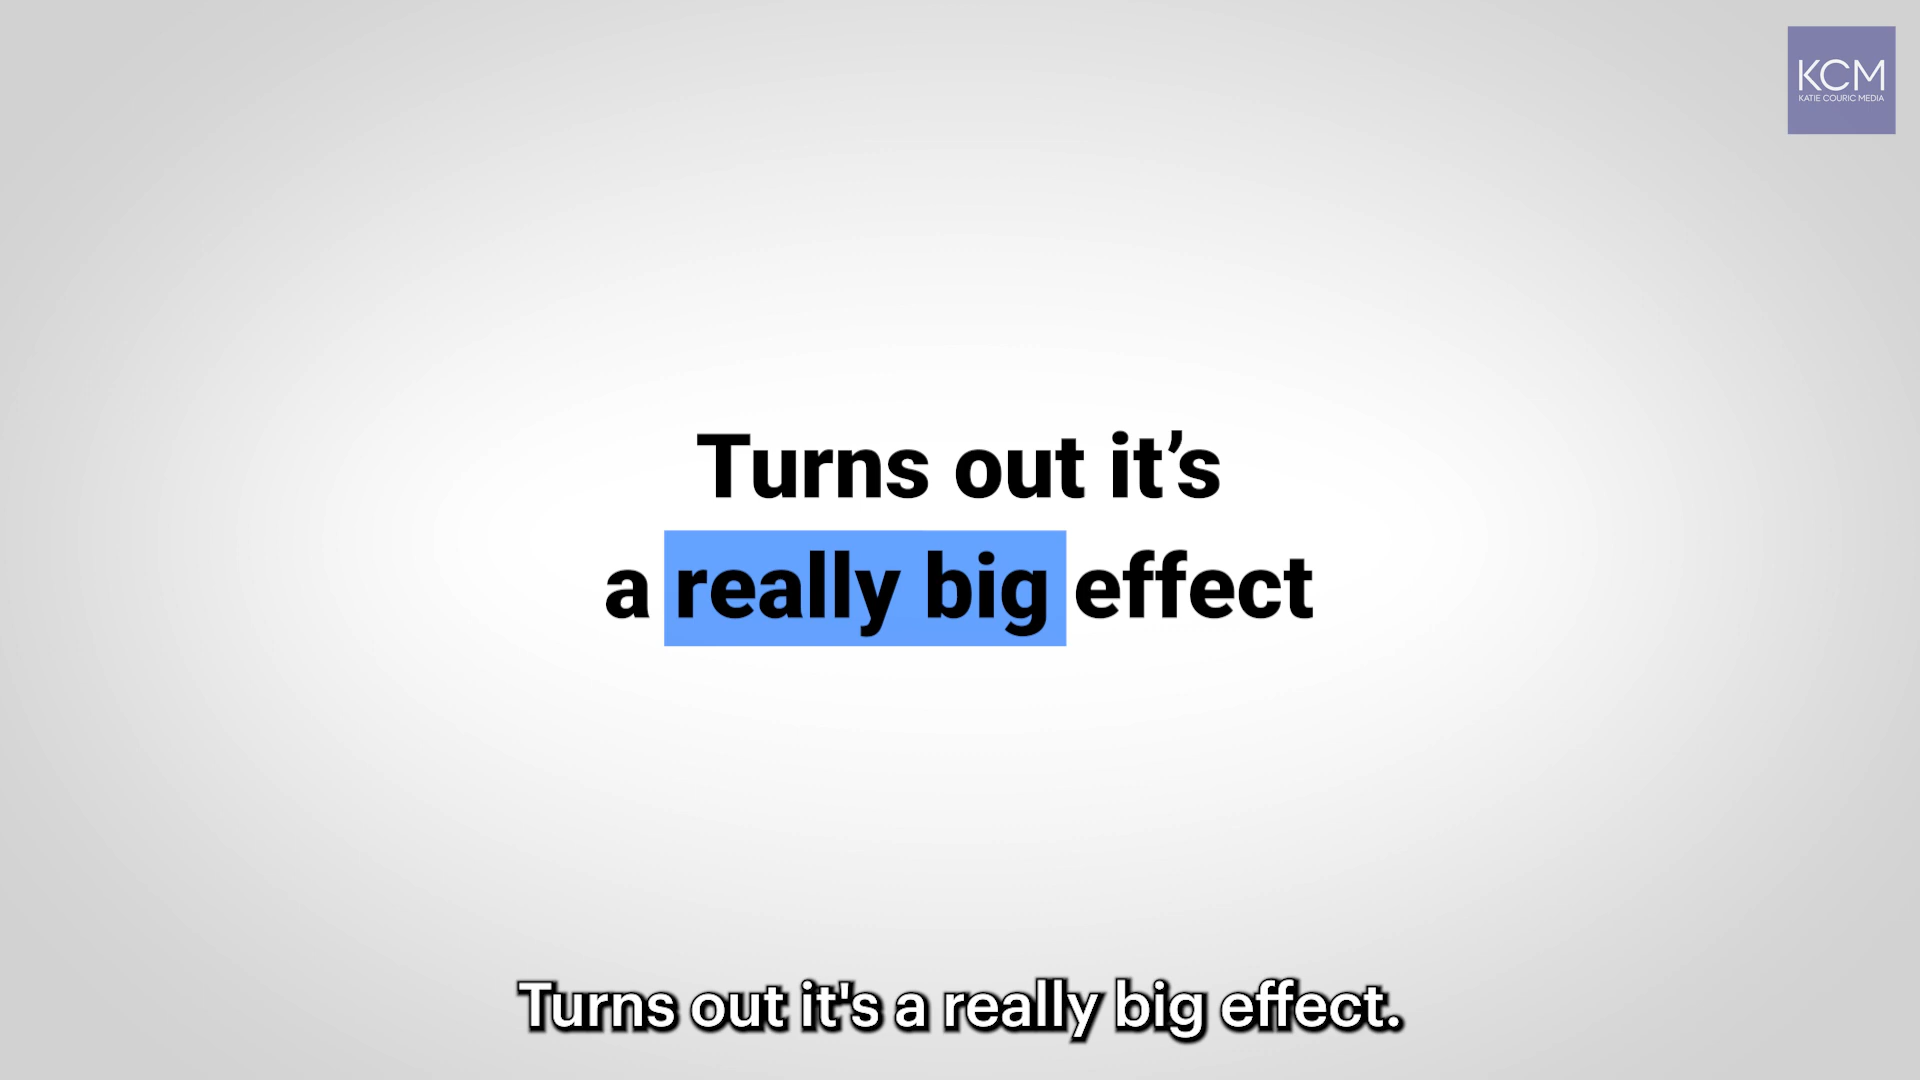 KCM
KATIE COURIC MEDIA
Turns out it’s
a really big effect
Turns out it's a really big effect.